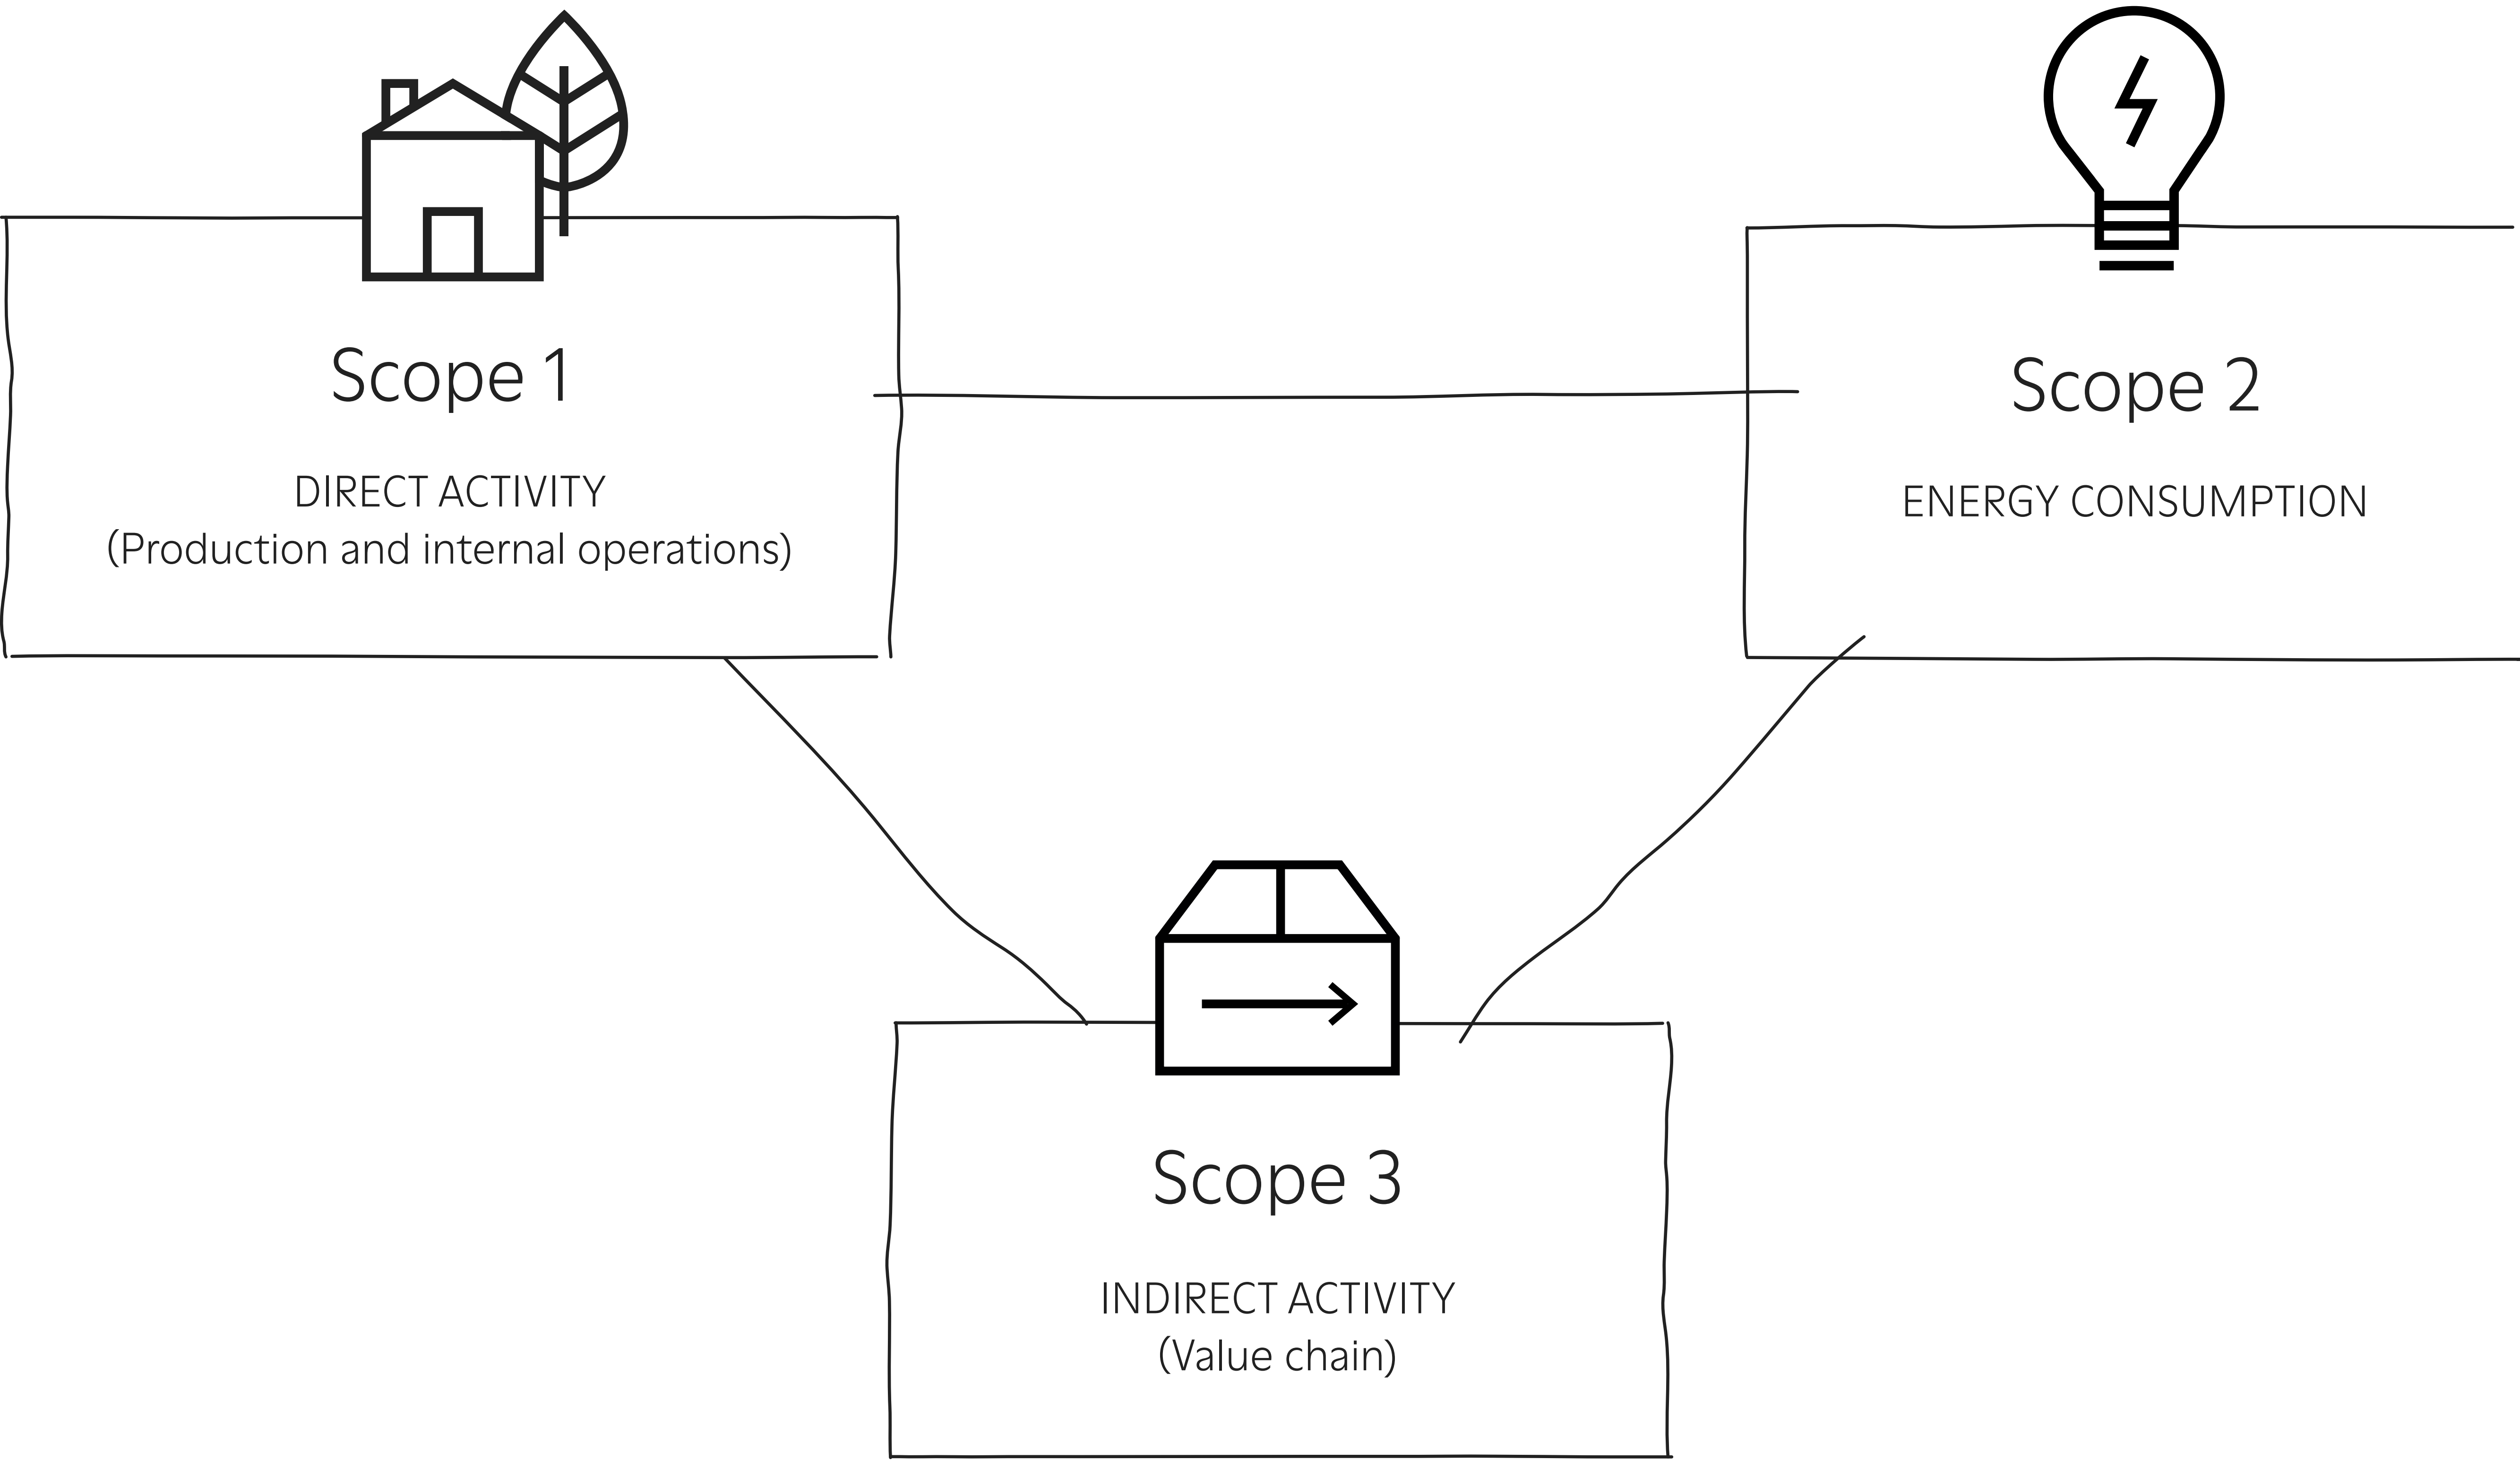 Scope 1
DIRECT ACTIVITY
(Production and internal operations)
Scope 2
ENERGY CONSUMPTION
Scope 3
INDIRECT ACTIVITY
(Value chain)